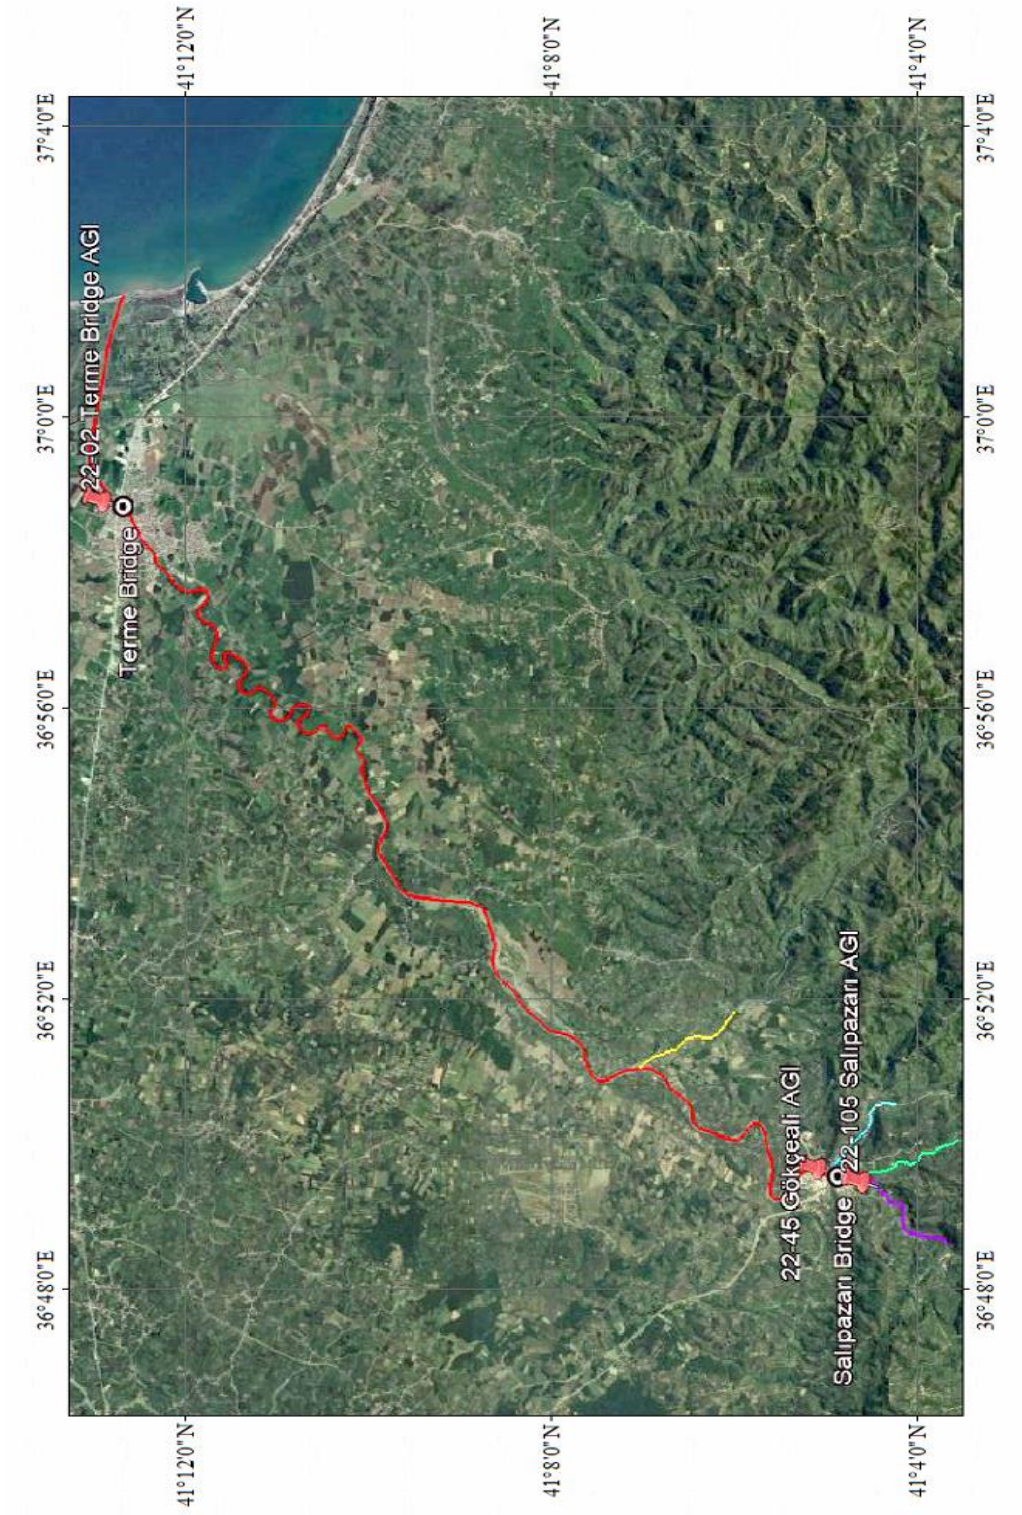 36°48'0"E
36°52'0"E
36°56'0"E
37°0'0"E
37°4'0"E
22-02 Terme Bridge AGI
Terme Bridge
41°12'0"N
41°12'0"N
41°8'0"N
41°8'0"N
22-45 Gökçeali AGI
Salıpazarı Bridge
22-105 Salıpazarı AGI
41°4'0"N
41°4'0"N
36°48'0"E
36°52'0"E
36°56'0"E
37°0'0"E
37°4'0"E